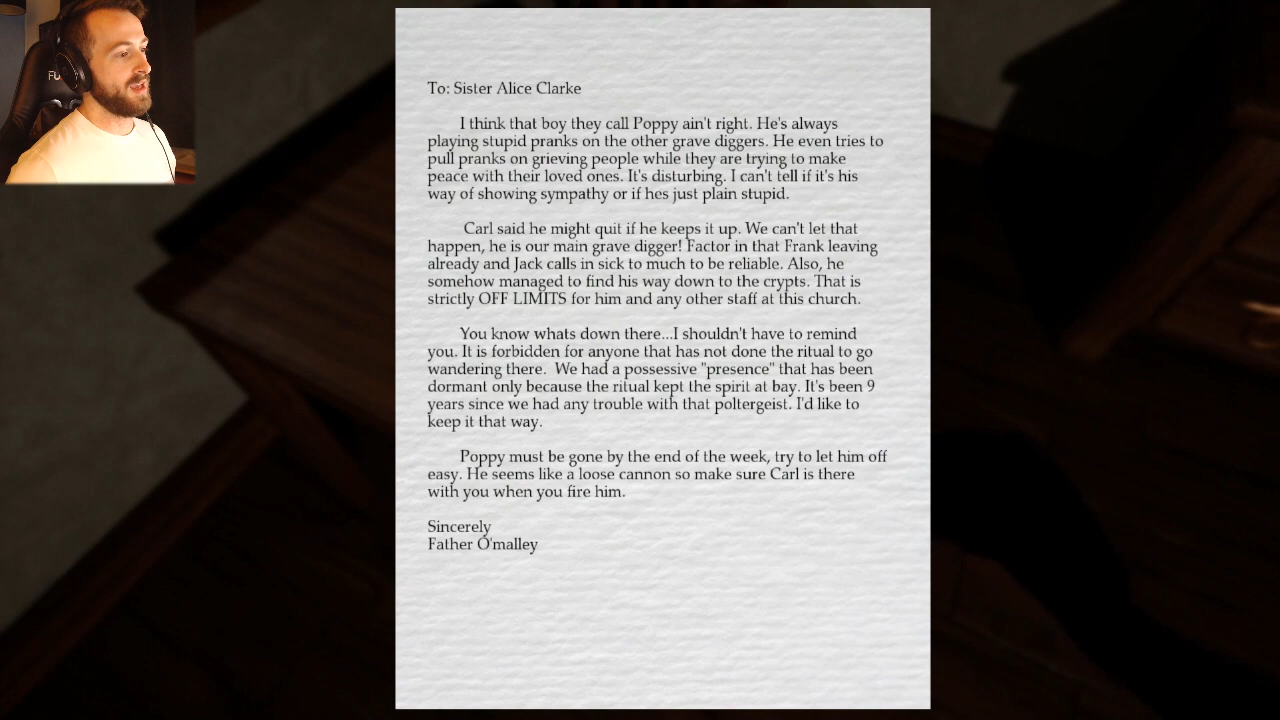 FU
To: Sister Alice Clarke
I think that boy they call Poppy ain't right. He's always
playing stupid pranks on the other grave diggers. He even tries to
pull pranks on grieving people while they are trying to make
peace with their loved ones. It's disturbing. I can't tell if it's his
way of showing sympathy or if hes just plain stupid.
Carl said he might quit if he keeps it up. We can't let that
happen, he is our main grave digger! Factor in that Frank leaving
already and Jack calls in sick to much to be reliable. Also, he
somehow managed to find his way down to the crypts. That is
strictly OFF LIMITS for him and any other staff at this church.
You know whats down there...I shouldn't have to remind
you. It is forbidden for anyone that has not done the ritual to go
wandering there. We had a possessive "presence" that has been
dormant only because the ritual kept the spirit at bay. It's been 9
years since we had any trouble with that poltergeist. I'd like to
keep it that way.
Poppy must be gone by the end of the week, try to let him off
easy. He seems like a loose cannon so make sure Carl is there
with you when you fire him.
Sincerely
Father O'malley